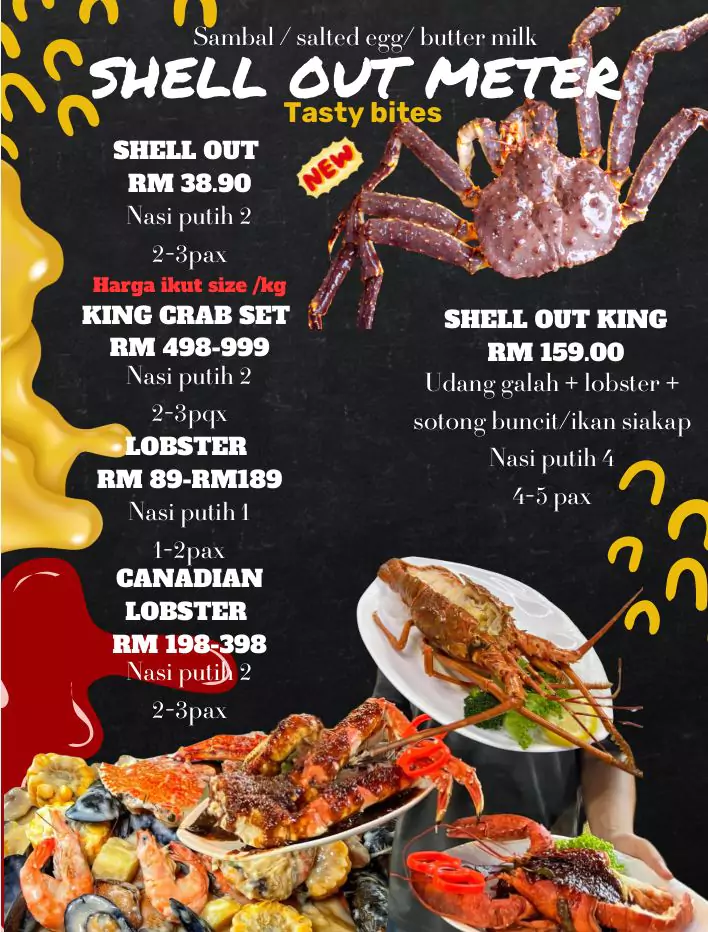 Sambal / salted egg/ butter milk
SHELL OUT METER
Tasty bites
NEW
SHELL OUT
RM 38.90
Nasi putih 2
2-3pax
Harga ikut size /kg
KING CRAB SET
RM 498-999
Nasi putih 2
2-3pqx
LOBSTER
RM 89-RM189
Nasi putih 1
1-2pax
CANADIAN
LOBSTER
RM 198-398
Nasi putih 2
2-3pax
SHELL OUT KING
RM 159.00
Udang galah + lobster +
sotong buncit/ikan siakap
Nasi putih 4
4-5 pax